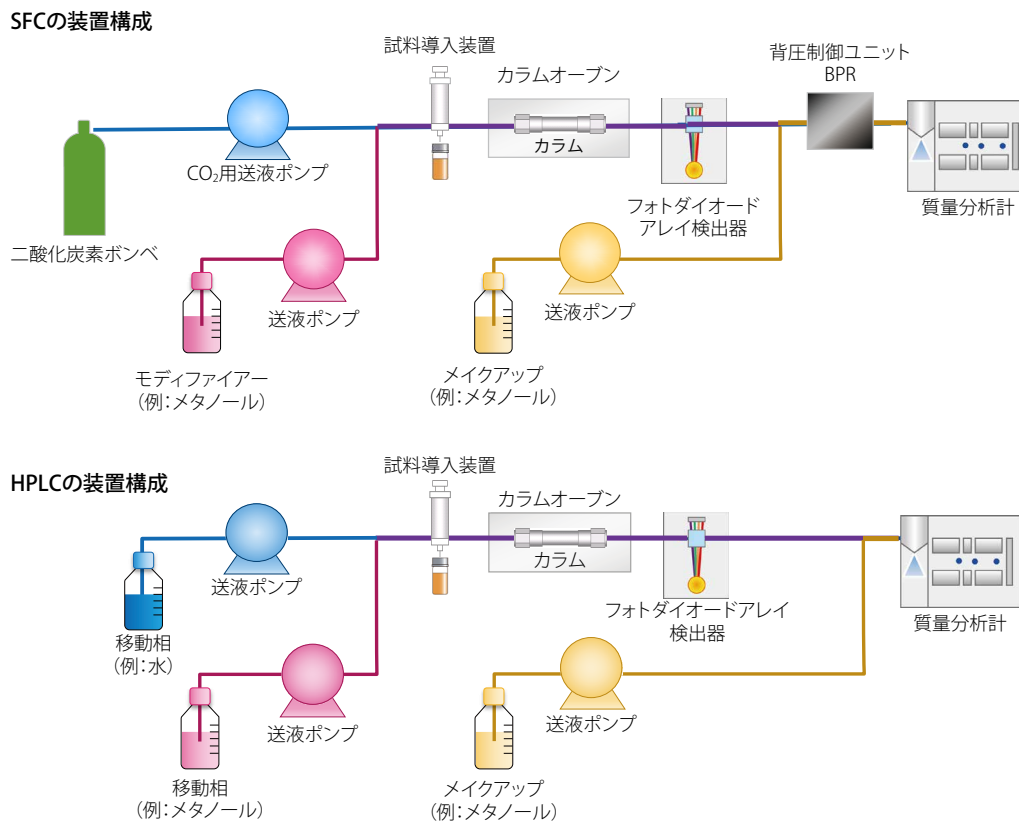 SFCの装置構成
試料導入装置
カラムオーブン
背圧制御ユニット
BPR
カラム
CO₂用送液ポンプ
フォトダイオード
アレイ検出器
質量分析計
二酸化炭素ボンベ
送液ポンプ
送液ポンプ
モディファイアー
（例：メタノール）
メイクアップ
（例：メタノール）
HPLCの装置構成
試料導入装置
カラムオーブン
カラム
送液ポンプ
フォトダイオードアレイ
検出器
質量分析計
移動相
（例：水）
送液ポンプ
送液ポンプ
移動相
（例：メタノール）
メイクアップ
（例：メタノール）